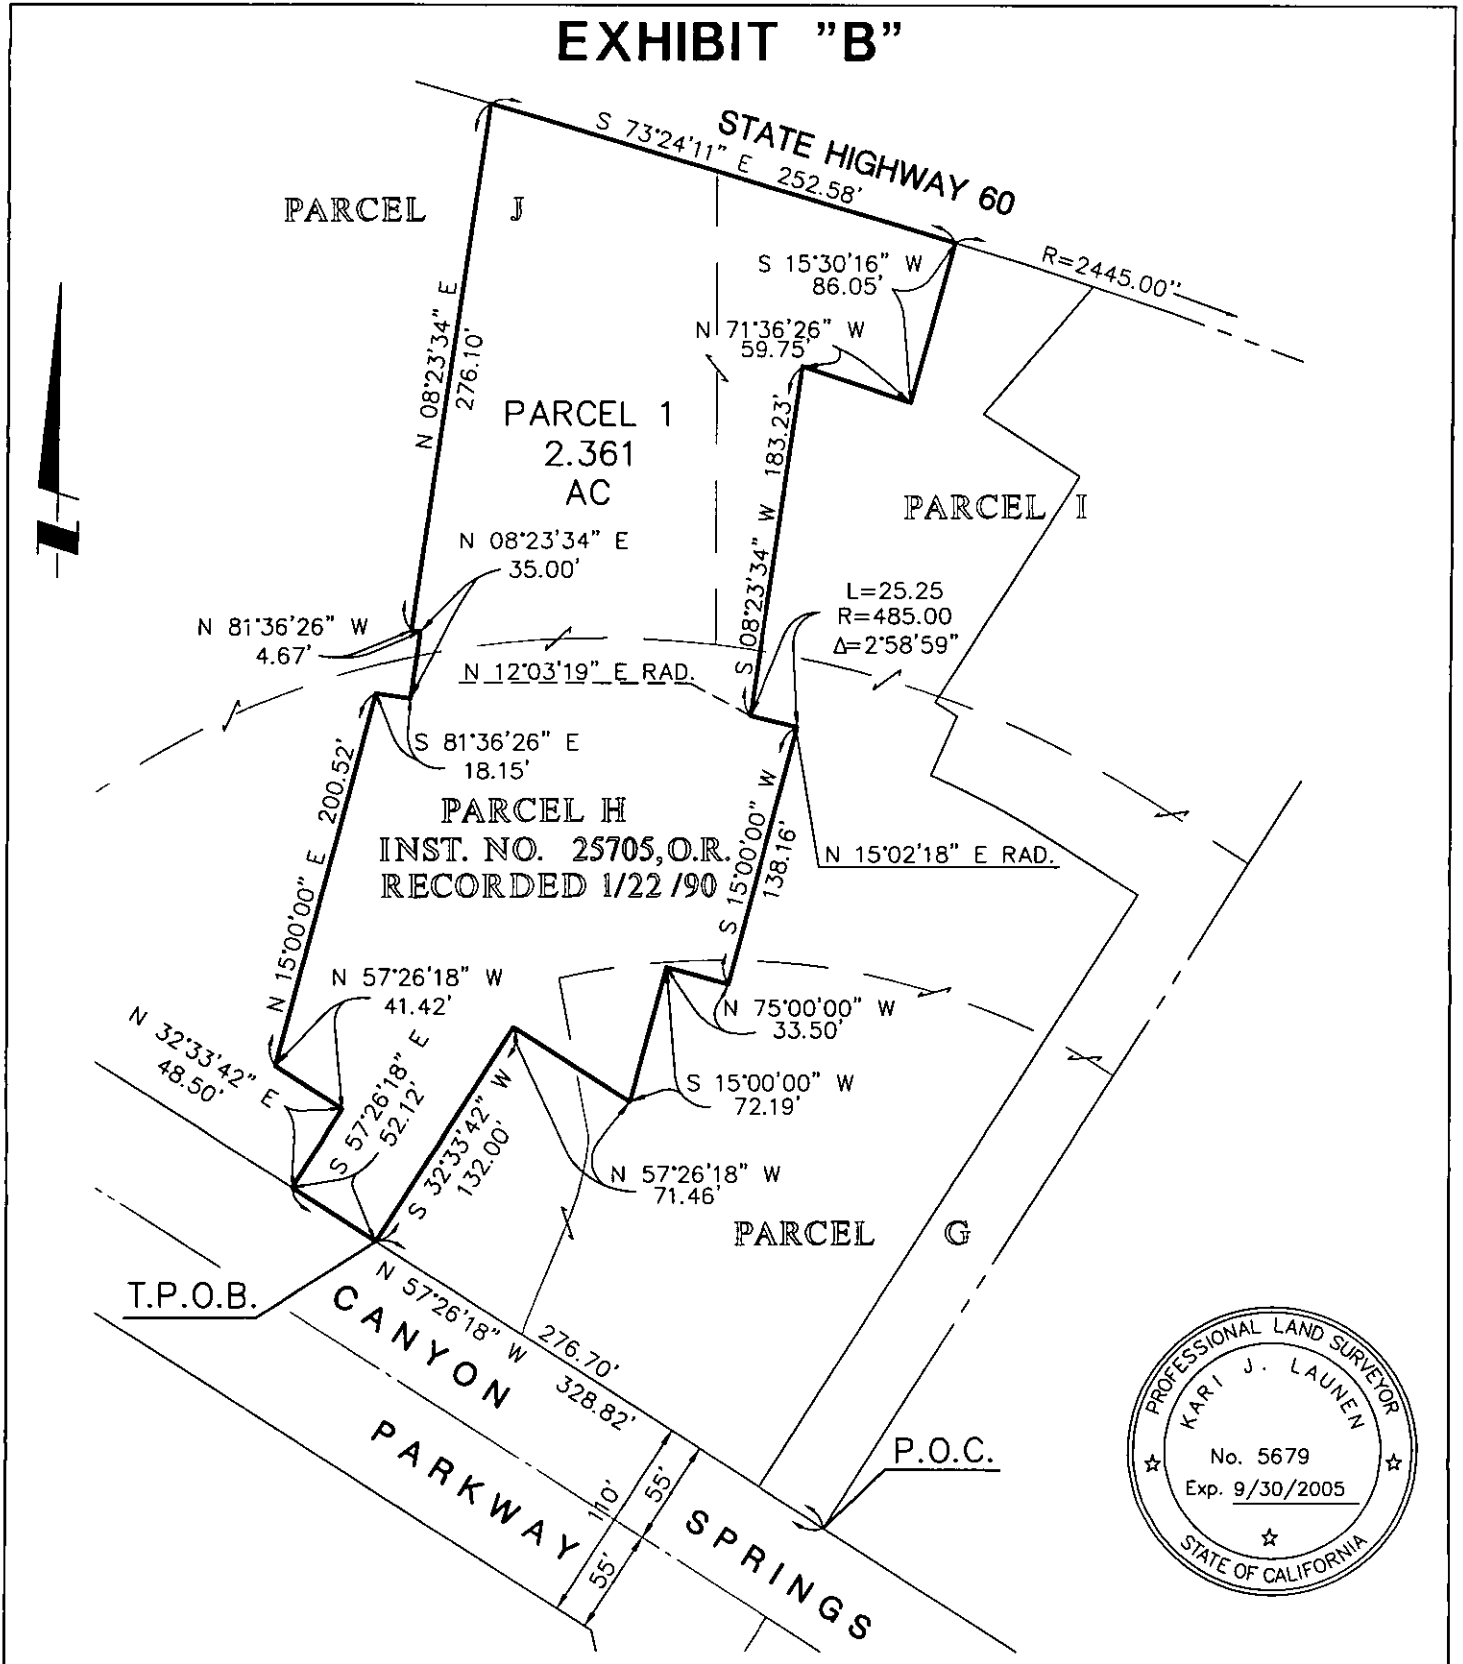 EXHIBIT "B"
STATE HIGHWAY 60
S 73°24'11" E 252.58'
PARCEL J
R=2445.00"
S 15°30'16" W
86.05'
N 71°36'26" W
59.75'
N 08°23'34" E
276.10'
PARCEL 1
2.361
AC
S 08°23'34" W 183.23'
PARCEL I
N 08°23'34" E
35.00'
L=25.25
R=485.00
Δ=2°58'59"
N 81°36'26" W
4.67'
N 12°03'19" E RAD.
S 81°36'26" E
18.15'
N 15°00'00" E 200.52'
PARCEL H
INST. NO. 25705, O.R.
RECORDED 1/22 /90
S 15°00'00" W
138.16'
N 15°02'18" E RAD.
N 57°26'18" W
41.42'
N 75°00'00" W
33.50'
N 32°33'42" E
48.50'
S 57°26'18" E
52.12'
S 15°00'00" W
72.19'
S 32°33'42" W
132.00'
N 57°26'18" W
71.46'
PARCEL G
T.P.O.B.
N 57°26'18" W 276.70'
328.82'
CANYON
SPRINGS
PARKWAY
P.O.C.
110'
55'
55'
PROFESSIONAL LAND SURVEYOR
KARI J. LAUNEN
No. 5679
Exp. 9/30/2005
STATE OF CALIFORNIA